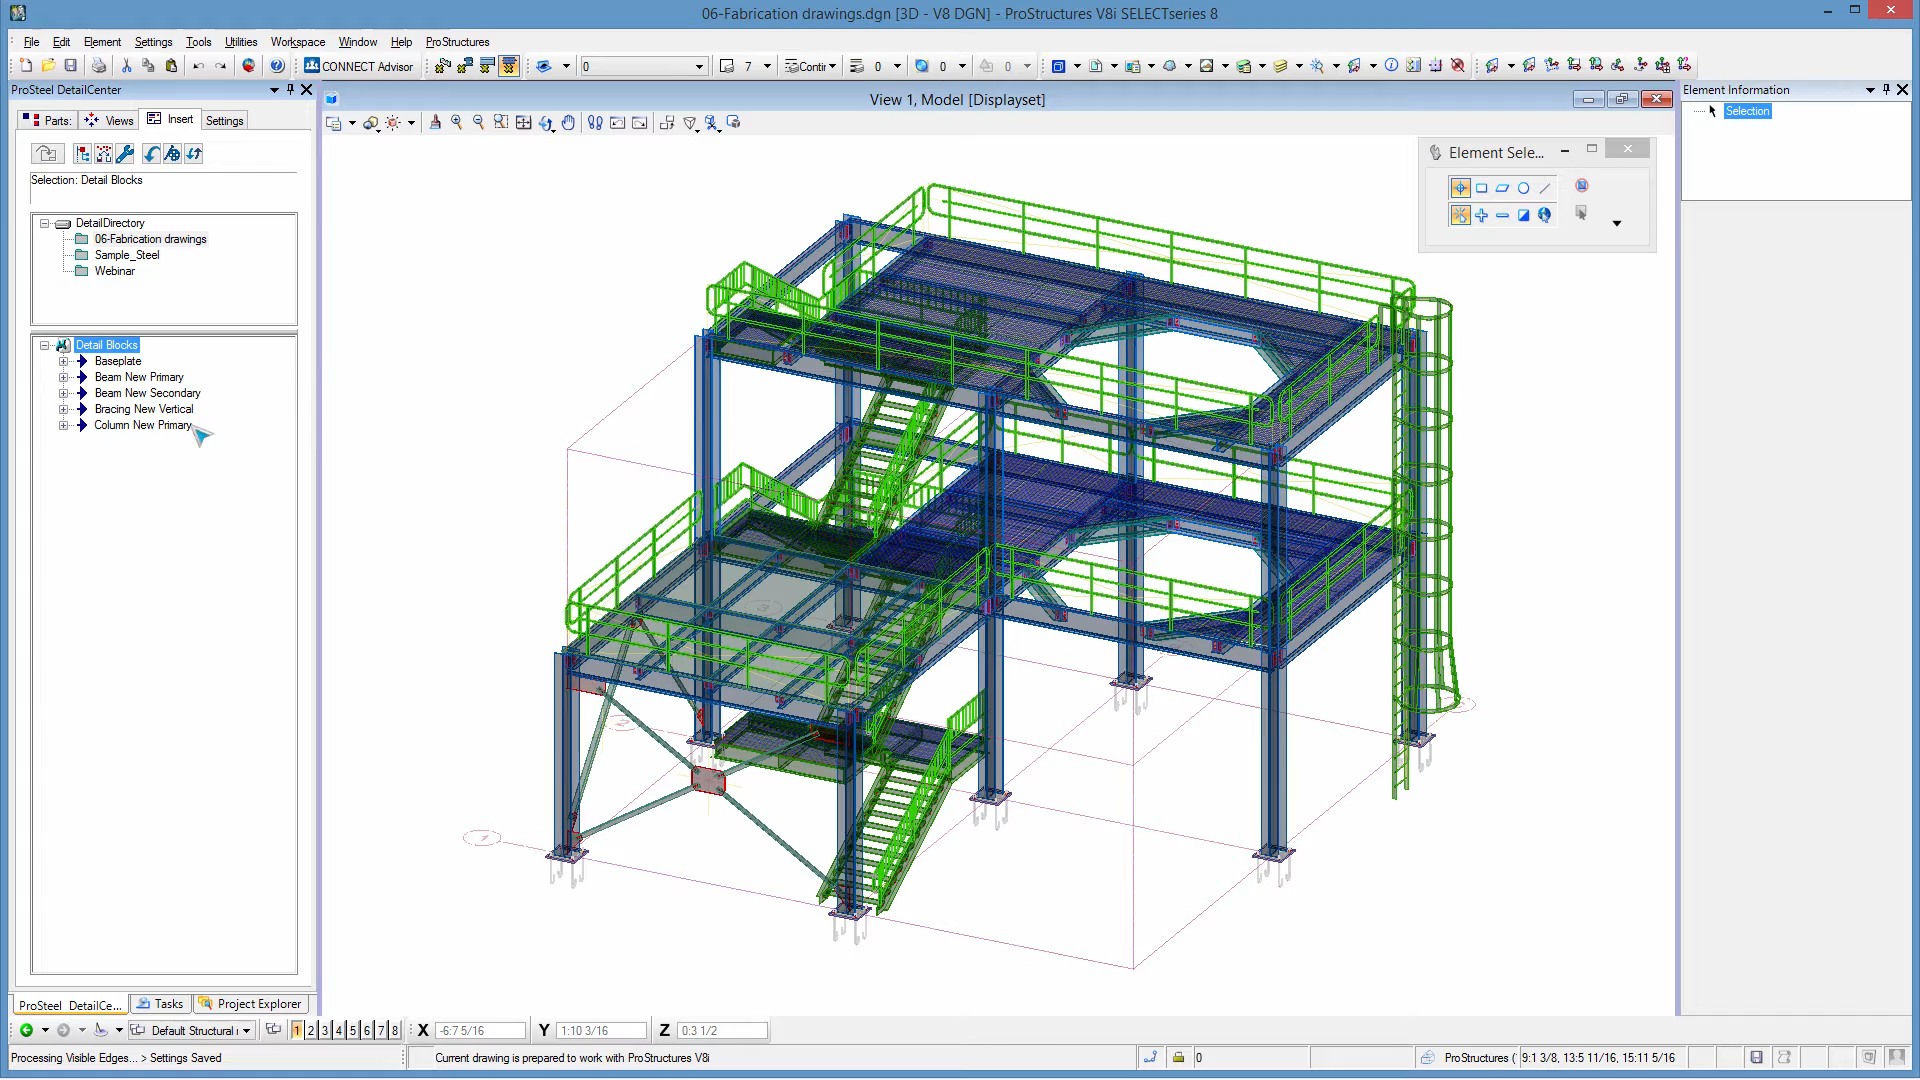 06-Fabrication drawings.dgn [3D - V8 DGN] - ProStructures V8i SELECTseries 8
File Edit Element Settings Tools Utilities Workspace Window Help ProStructures
CONNECT Advisor 0 7 Contir 0 0 0
ProSteel DetailCenter
View 1, Model [Displayset]
Element Information
Parts: Views Insert Settings
Selection
Element Sele...
Selection: Detail Blocks
DetailDirectory
06-Fabrication drawings
Sample_Steel
Webinar
Detail Blocks
Baseplate
Beam New Primary
Beam New Secondary
Bracing New Vertical
Column New Primary
3
2
1
ProSteel DetailCe... Tasks Project Explorer
Default Structural 1 2 3 4 5 6 7 8 X -6:7 5/16 Y 1:10 3/16 Z 0:3 1/2
Processing Visible Edges... > Settings Saved Current drawing is prepared to work with ProStructures V8i 0 ProStructures ( 9:1 3/8, 13:5 11/16, 15:11 5/16